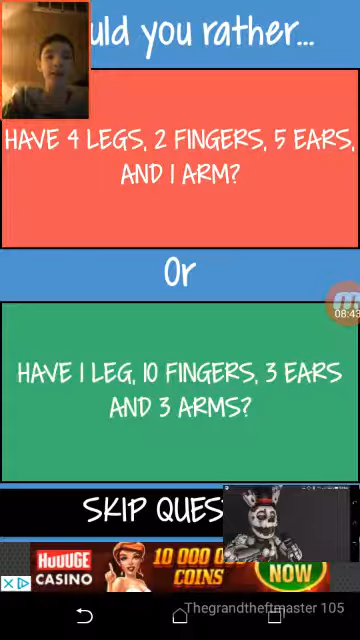 uld you rather...
HAVE 4 LEGS, 2 FINGERS, 5 EARS,
AND 1 ARM?
Or
08:43
HAVE 1 LEG, 10 FINGERS, 3 EARS
AND 3 ARMS?
SKIP QUES
HUUUGE
CASINO
10 000 0
COINS
NOW
Thegrandtheftmaster 105